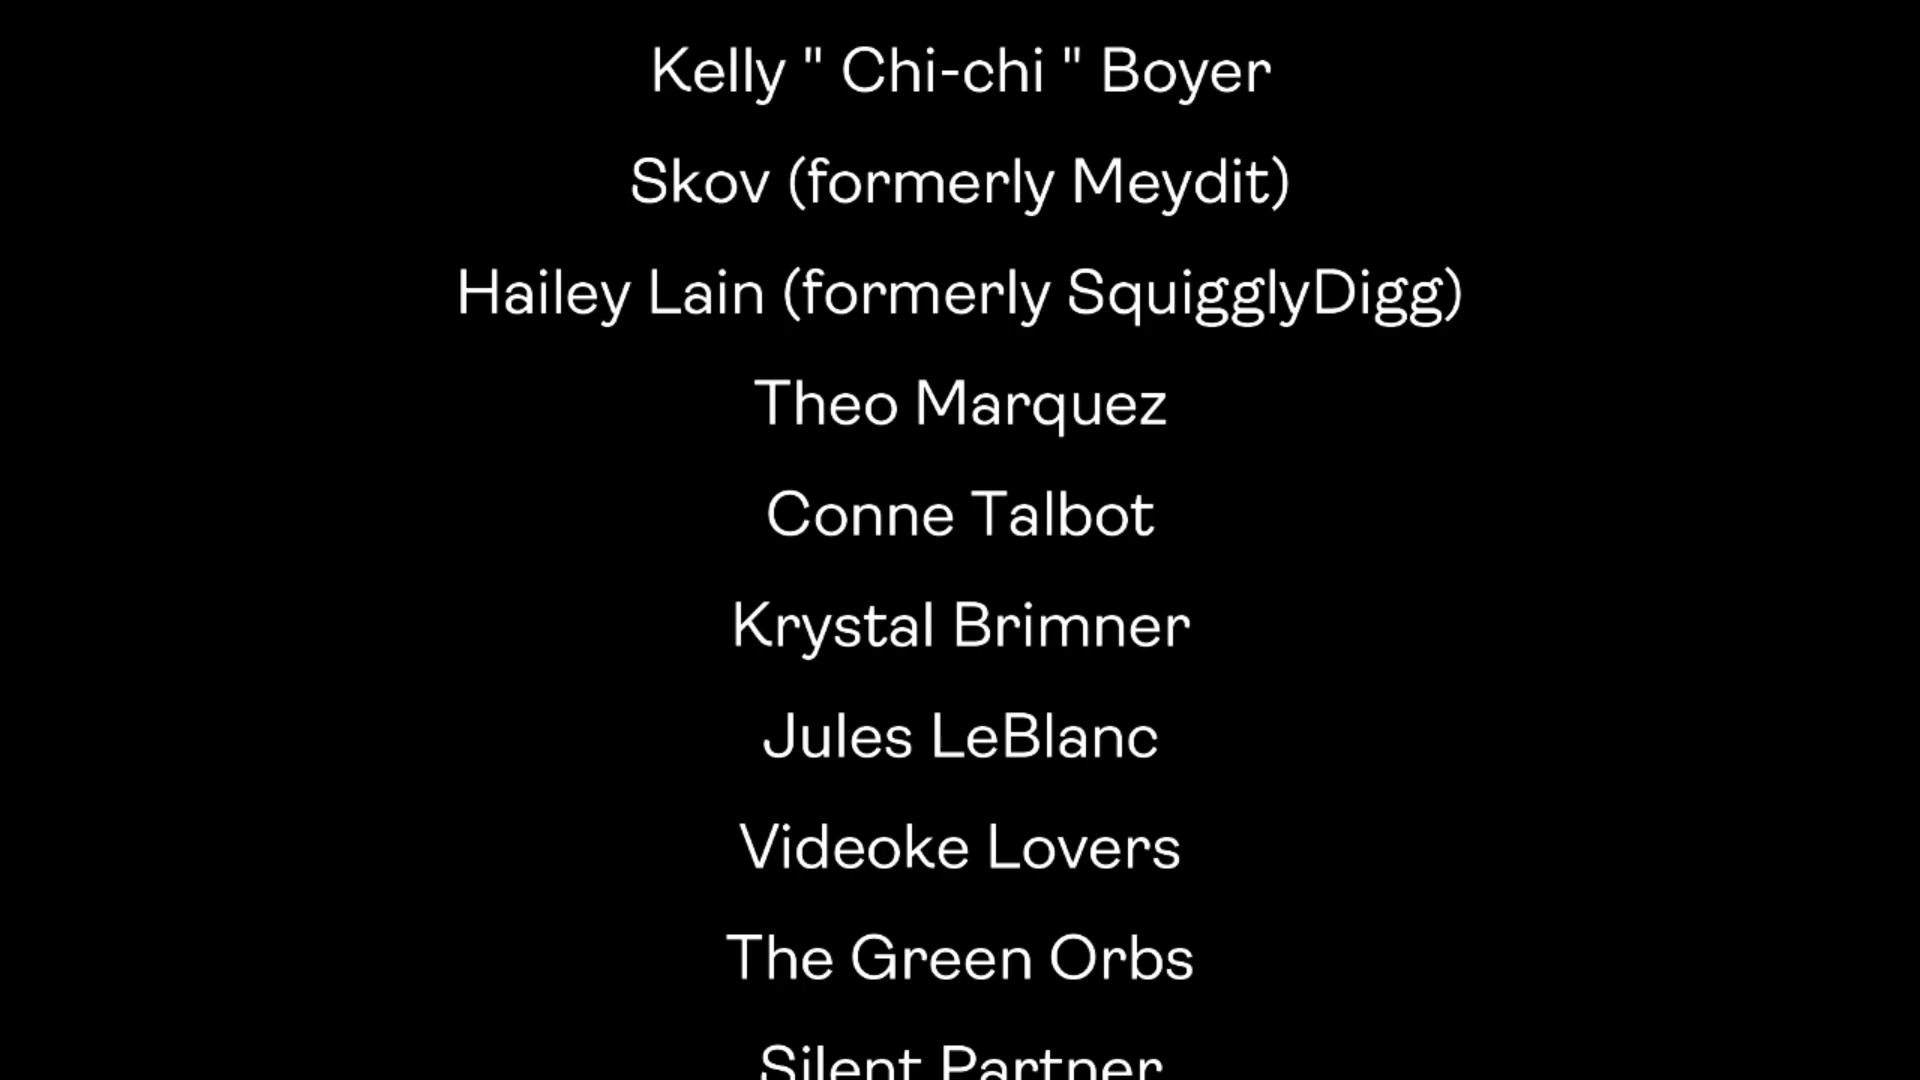 Kelly " Chi-chi " Boyer
Skov (formerly Meydit)
Hailey Lain (formerly SquigglyDigg)
Theo Marquez
Conne Talbot
Krystal Brimner
Jules LeBlanc
Videoke Lovers
The Green Orbs
Silent Partner